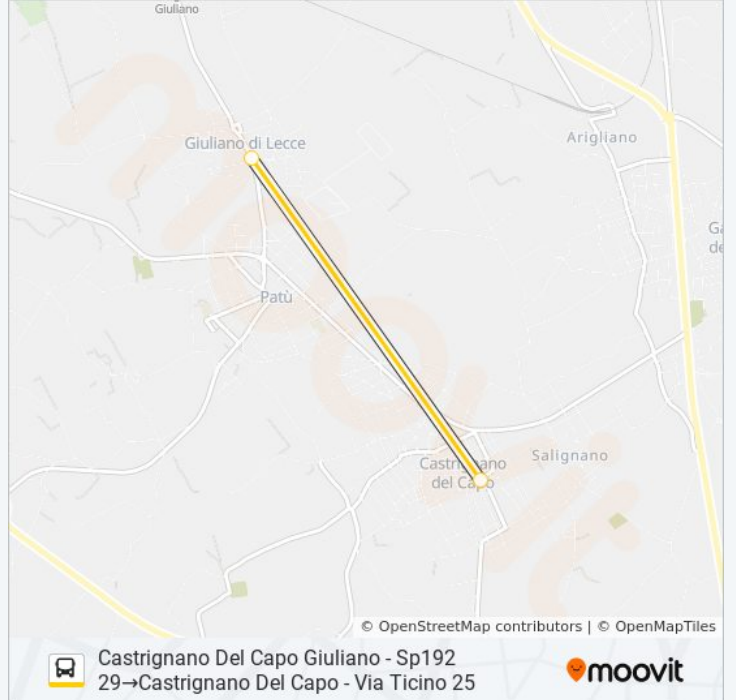 Giuliano
Giuliano di Lecce
Arigliano
Patù
Castrignano
del Capo
Salignano
© OpenStreetMap contributors | © OpenMapTiles
Castrignano Del Capo Giuliano - Sp192
29→Castrignano Del Capo - Via Ticino 25
moovit